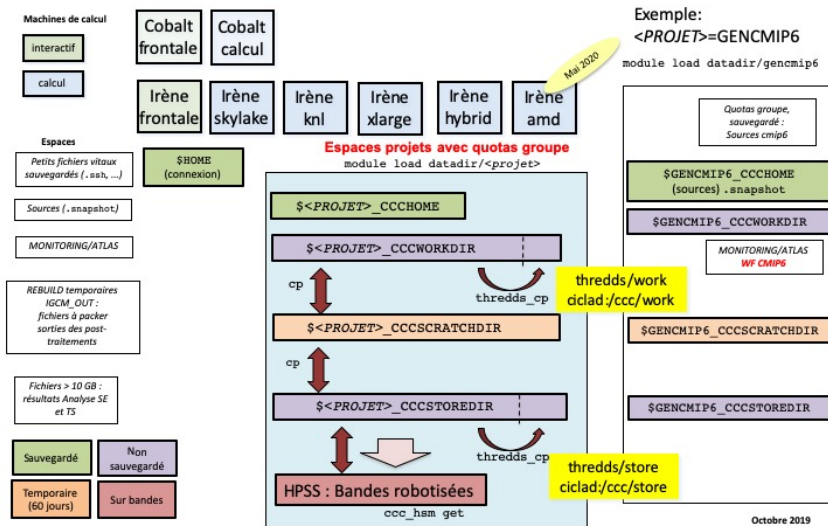 Machines de calcul
interactif
calcul
Cobalt
frontale
Cobalt
calcul
Irène
frontale
Irène
skylake
Irène
knl
Irène
xlarge
Irène
hybrid
Irène
amd
Mai 2020
Exemple:
<PROJET>=GENCMIP6
module load datadir/gencmip6
Espaces
Petits fichiers vitaux
sauvegardés (.ssh, ...)
$HOME
(connexion)
Sources (.snapshot)
MONITORING/ATLAS
REBUILD temporaires
IGCM_OUT :
fichiers à packer
sorties des post-
traitements
Fichiers > 10 GB :
résultats Analyse SE
et TS
Sauvegardé
Non
sauvegardé
Temporaire
(60 jours)
Sur bandes
Espaces projets avec quotas groupe
module load datadir/<projet>
$<PROJET>_CCCHOME
$<PROJET>_CCCWORKDIR
cp
thredds_cp
thredds/work
ciclad:/ccc/work
$<PROJET>_CCCSCRATCHDIR
cp
$<PROJET>_CCCSTOREDIR
thredds_cp
thredds/store
ciclad:/ccc/store
HPSS : Bandes robotisées
ccc_hsm get
Quotas groupe,
sauvegardé :
Sources cmip6
$GENCMIP6_CCCHOME
(sources) .snapshot
$GENCMIP6_CCCWORKDIR
MONITORING/ATLAS
WF CMIP6
$GENCMIP6_CCCSCRATCHDIR
$GENCMIP6_CCCSTOREDIR
Octobre 2019